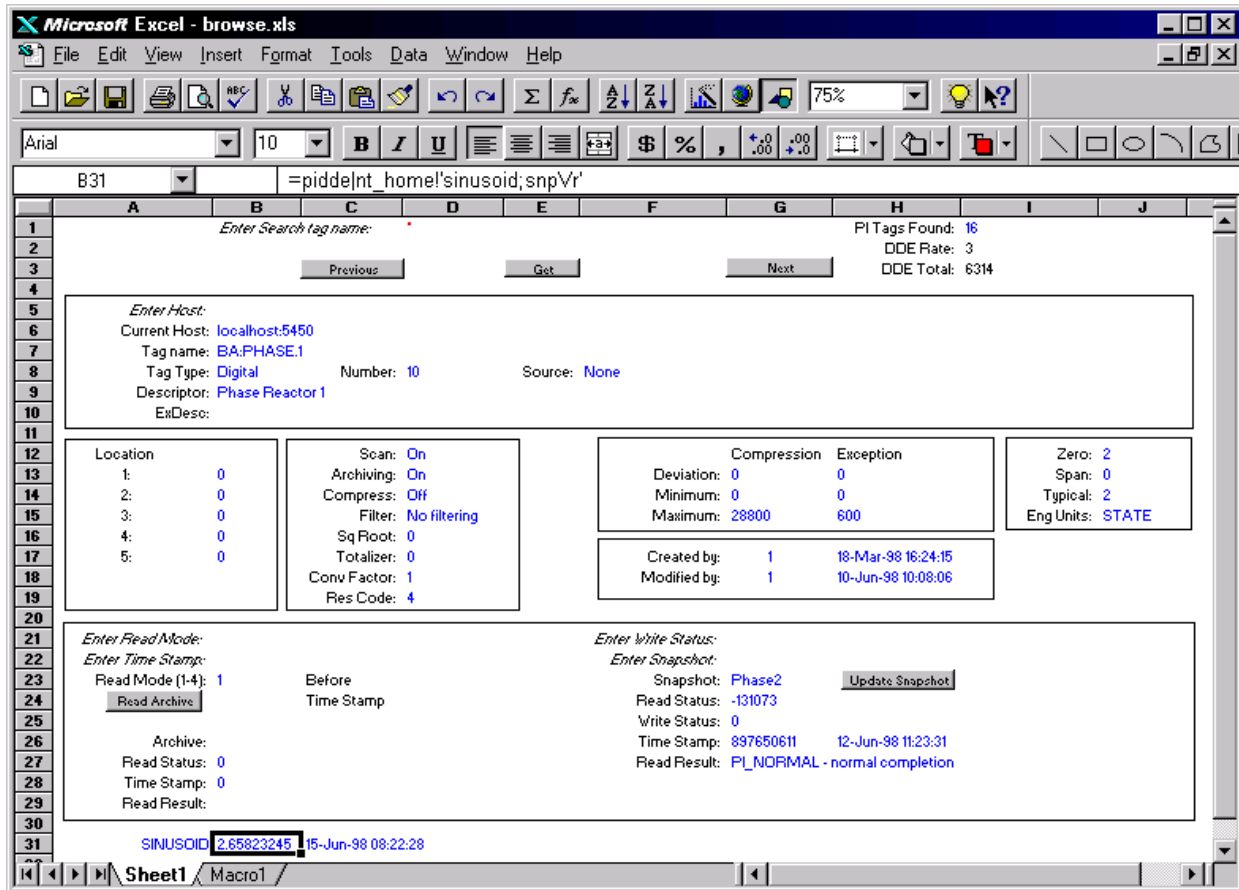 Microsoft Excel - browse.xls
File Edit View Insert Format Tools Data Window Help
75%
Arial 10 B I U $ % ,
B31 =pidde|nt_home!'sinusoid;snp\/r'
A B C D E F G H I J
1 Enter Search tag name: * PI Tags Found: 16
2 DDE Rate: 3
3 Previous Get Next DDE Total: 6314
4
5 Enter Host:
6 Current Host: localhost:5450
7 Tag name: BA:PHASE.1
8 Tag Type: Digital Number: 10 Source: None
9 Descriptor: Phase Reactor 1
10 ExDesc:
11
12 Location Scan: On Compression Exception Zero: 2
13 1: 0 Archiving: On Deviation: 0 0 Span: 0
14 2: 0 Compress: Off Minimum: 0 0 Typical: 2
15 3: 0 Filter: No filtering Maximum: 28800 600 Eng Units: STATE
16 4: 0 Sq Root: 0
17 5: 0 Totalizer: 0 Created by: 1 18-Mar-98 16:24:15
18 Conv Factor: 1 Modified by: 1 10-Jun-98 10:08:06
19 Res Code: 4
20
21 Enter Read Mode: Enter Write Status:
22 Enter Time Stamp: Enter Snapshot:
23 Read Mode (1-4): 1 Before Snapshot: Phase2 Update Snapshot
24 Read Archive Time Stamp Read Status: -131073
25 Write Status: 0
26 Archive: Time Stamp: 897650611 12-Jun-98 11:23:31
27 Read Status: 0 Read Result: PI_NORMAL - normal completion
28 Time Stamp: 0
29 Read Result:
30
31 SINUSOID 2.65823245 15-Jun-98 08:22:28
Sheet1 Macro1